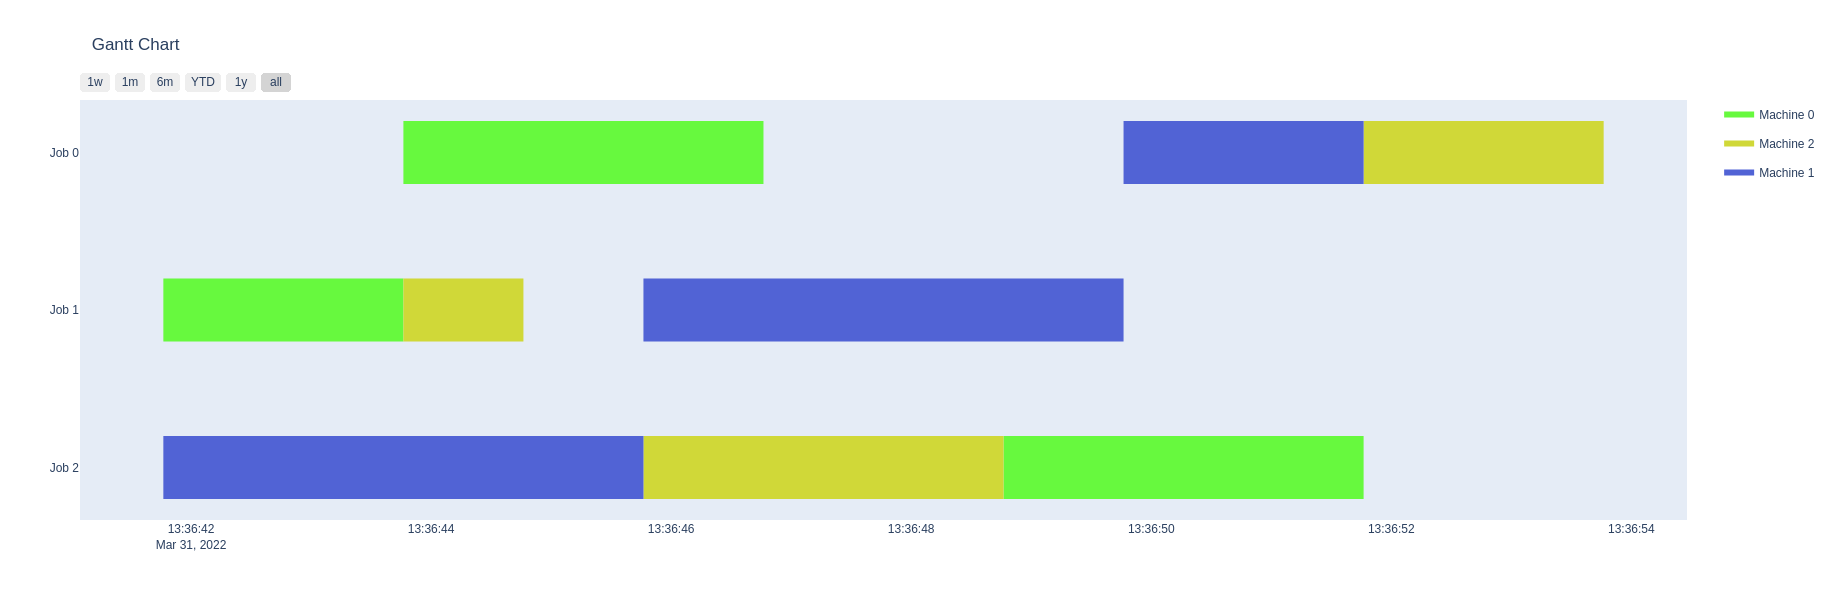 Gantt Chart
1w 1m 6m YTD 1y all
Machine 0
Machine 2
Machine 1
Job 0
Job 1
Job 2
13:36:42 13:36:44 13:36:46 13:36:48 13:36:50 13:36:52 13:36:54
Mar 31, 2022